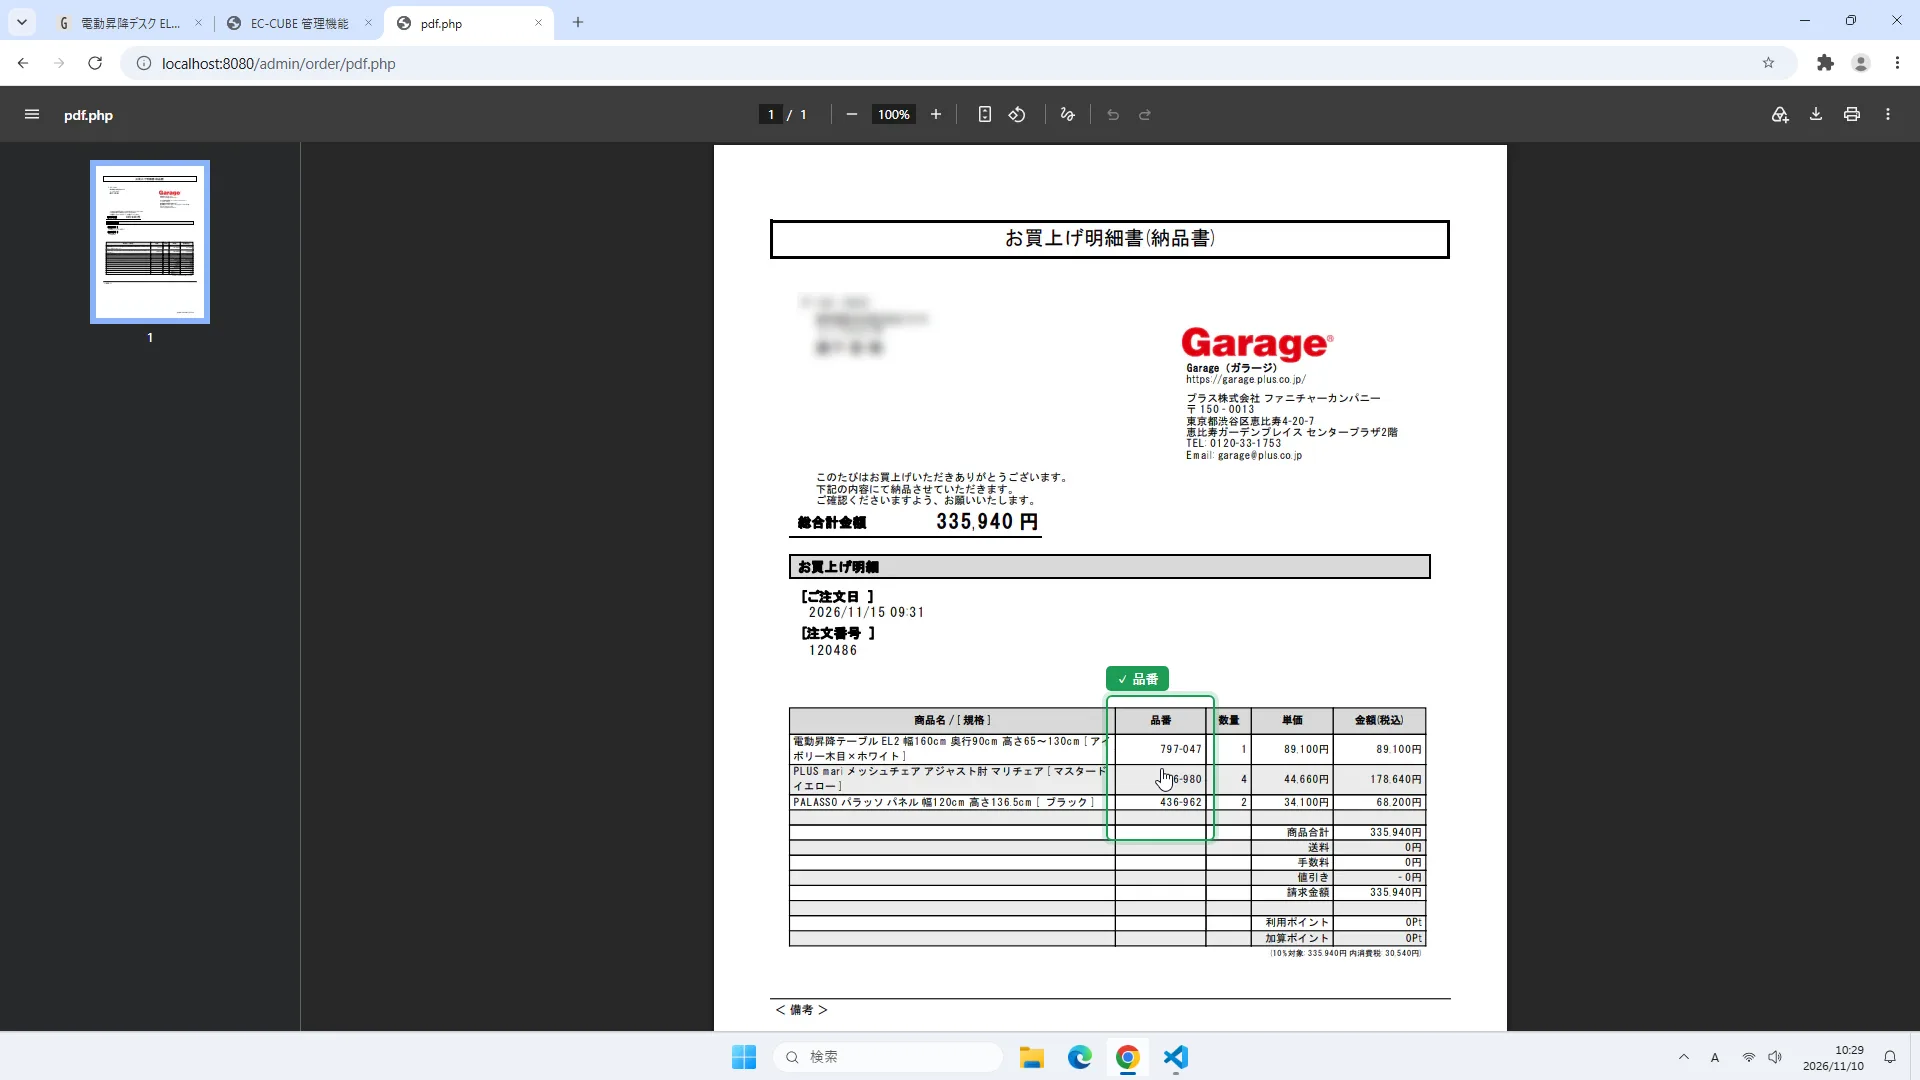 電動昇降デスク EL...
EC-CUBE 管理機能
pdf.php
localhost:8080/admin/order/pdf.php
pdf.php
1 / 1
100%
1
お買上げ明細書(納品書)
Garage®
Garage (ガラージ)
https://garage.plus.co.jp/
プラス株式会社 ファニチャーカンパニー
〒150-0013
東京都渋谷区恵比寿4-20-7
恵比寿ガーデンプレイス センタープラザ2階
TEL: 0120-33-1753
Email: garage@plus.co.jp
このたびはお買上げいただきありがとうございます。
下記の内容にて納品させていただきます。
ご確認くださいますよう、お願いいたします。
総合計金額 335,940 円
お買上げ明細
[ご注文日 ]
2026/11/15 09:31
[注文番号 ]
120486
✓ 品番
商品名 / [ 規格 ] 品番 数量 単価 金額(税込)
電動昇降テーブル EL2 幅160cm 奥行90cm 高さ65～130cm [ アイ
ボリー木目×ホワイト ] 797-047 1 89,100円 89,100円
PLUS mari メッシュチェア アジャスト肘 マリチェア [ マスタード
イエロー ] 6-980 4 44,660円 178,640円
PALASSO パラッソ パネル 幅120cm 高さ136.5cm [ ブラック ] 436-962 2 34,100円 68,200円
商品合計 335,940円
送料 0円
手数料 0円
値引き - 0円
請求金額 335,940円
利用ポイント 0Pt
加算ポイント 0Pt
(10%対象: 335,940円 内消費税: 30,540円)
＜ 備考 ＞
検索
A
10:29
2026/11/10